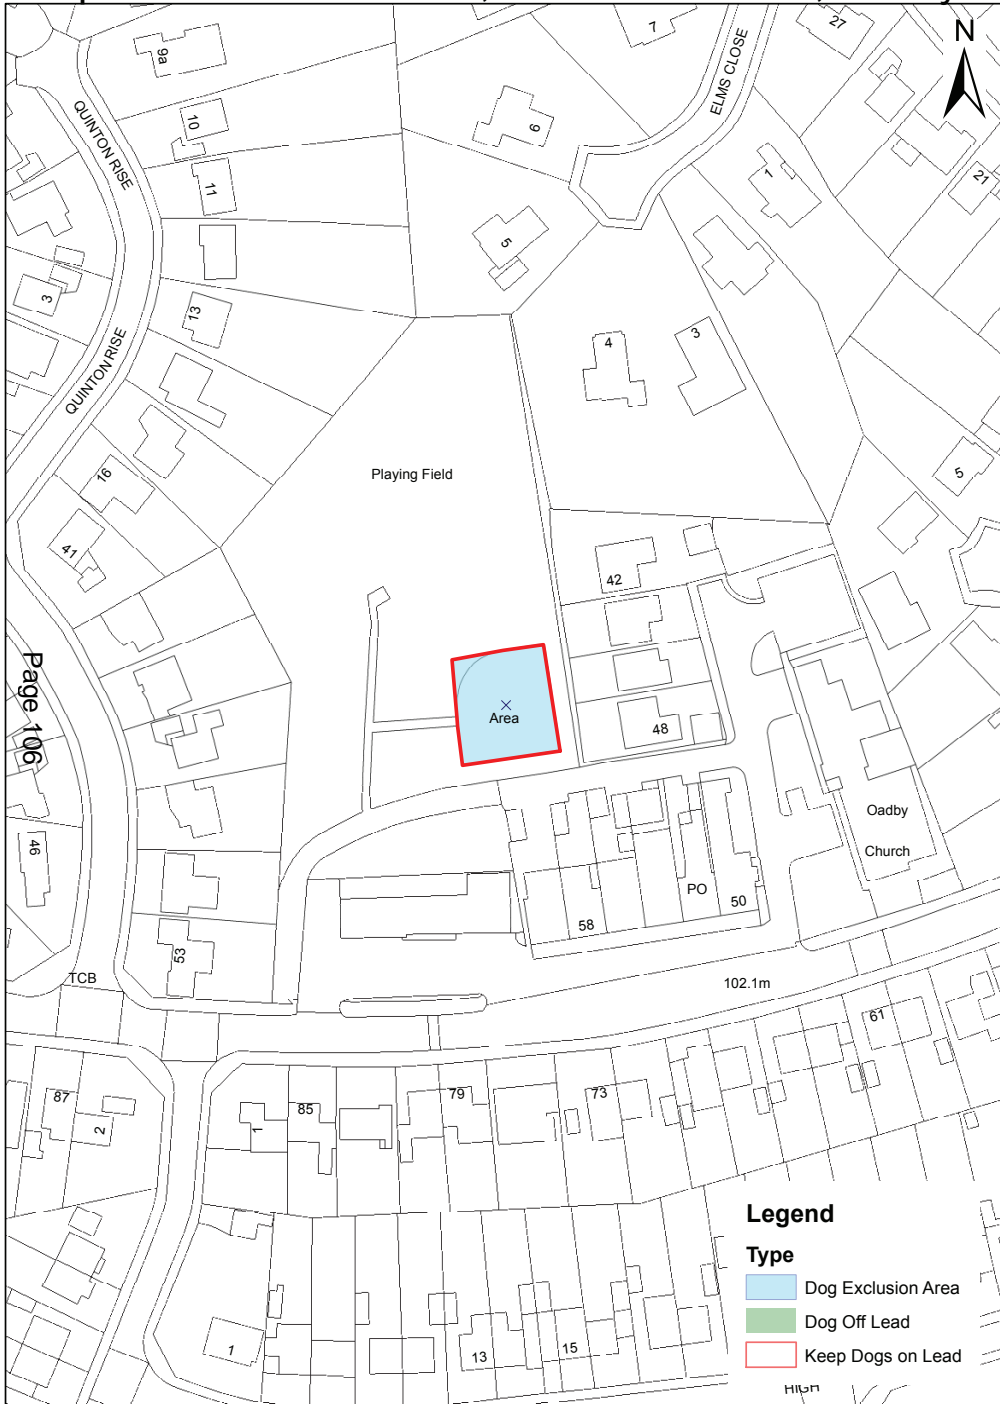 N
27
7
9a
ELMS CLOSE
QUINTON RISE
10
6
11
1
21
5
3
13
4
3
QUINTON RISE
Playing Field
16
5
41
42
Page 106
Area
48
Oadby
Church
46
PO
50
58
53
TCB
102.1m
61
87
2
1
85
79
73
Legend
Type
Dog Exclusion Area
Dog Off Lead
Keep Dogs on Lead
1
13
15
HIGH